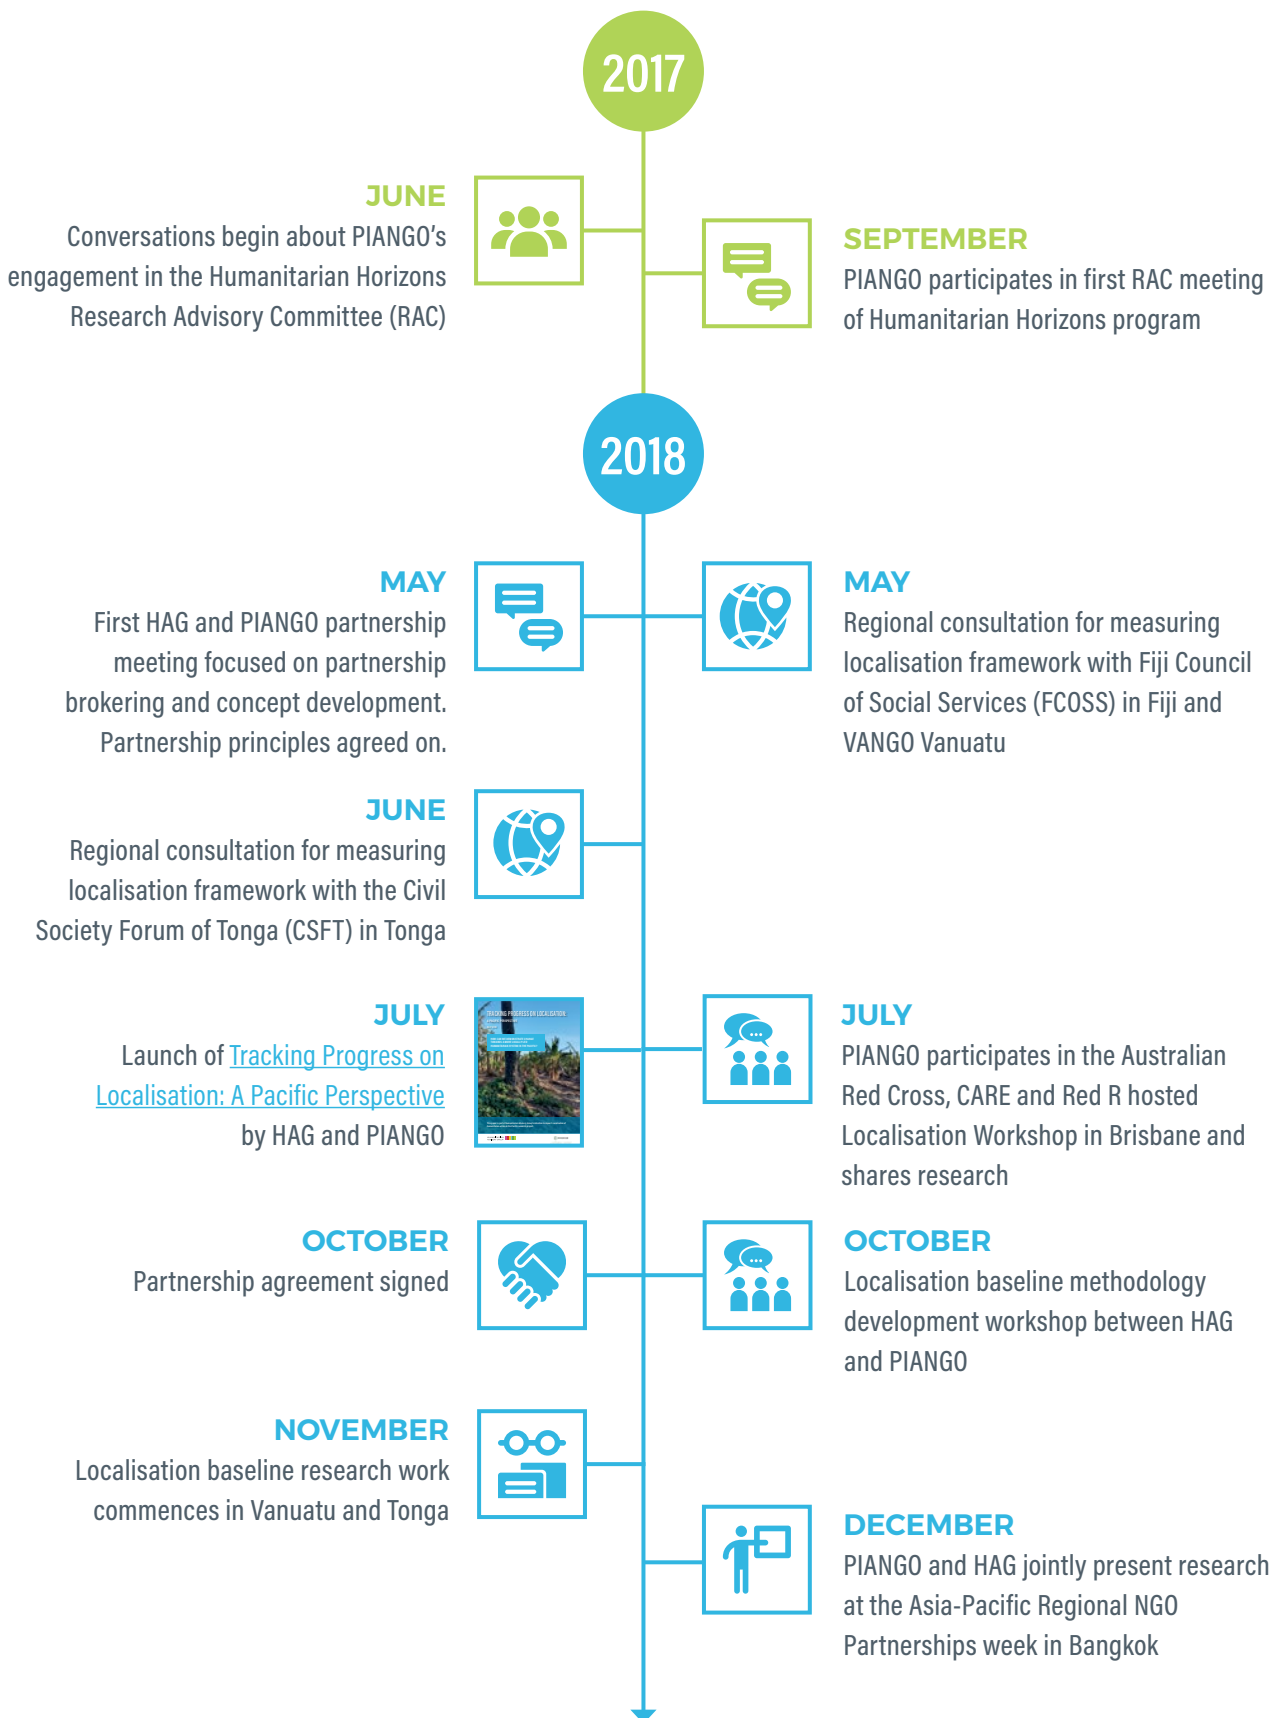 2017
JUNE
Conversations begin about PIANGO's
engagement in the Humanitarian Horizons
Research Advisory Committee (RAC)
SEPTEMBER
PIANGO participates in first RAC meeting
of Humanitarian Horizons program
2018
MAY
First HAG and PIANGO partnership
meeting focused on partnership
brokering and concept development.
Partnership principles agreed on.
MAY
Regional consultation for measuring
localisation framework with Fiji Council
of Social Services (FCOSS) in Fiji and
VANGO Vanuatu
JUNE
Regional consultation for measuring
localisation framework with the Civil
Society Forum of Tonga (CSFT) in Tonga
JULY
Launch of Tracking Progress on
Localisation: A Pacific Perspective
by HAG and PIANGO
TRACKING PROGRESS ON LOCALISATION:
JULY
PIANGO participates in the Australian
Red Cross, CARE and Red R hosted
Localisation Workshop in Brisbane and
shares research
OCTOBER
Partnership agreement signed
OCTOBER
Localisation baseline methodology
development workshop between HAG
and PIANGO
NOVEMBER
Localisation baseline research work
commences in Vanuatu and Tonga
DECEMBER
PIANGO and HAG jointly present research
at the Asia-Pacific Regional NGO
Partnerships week in Bangkok